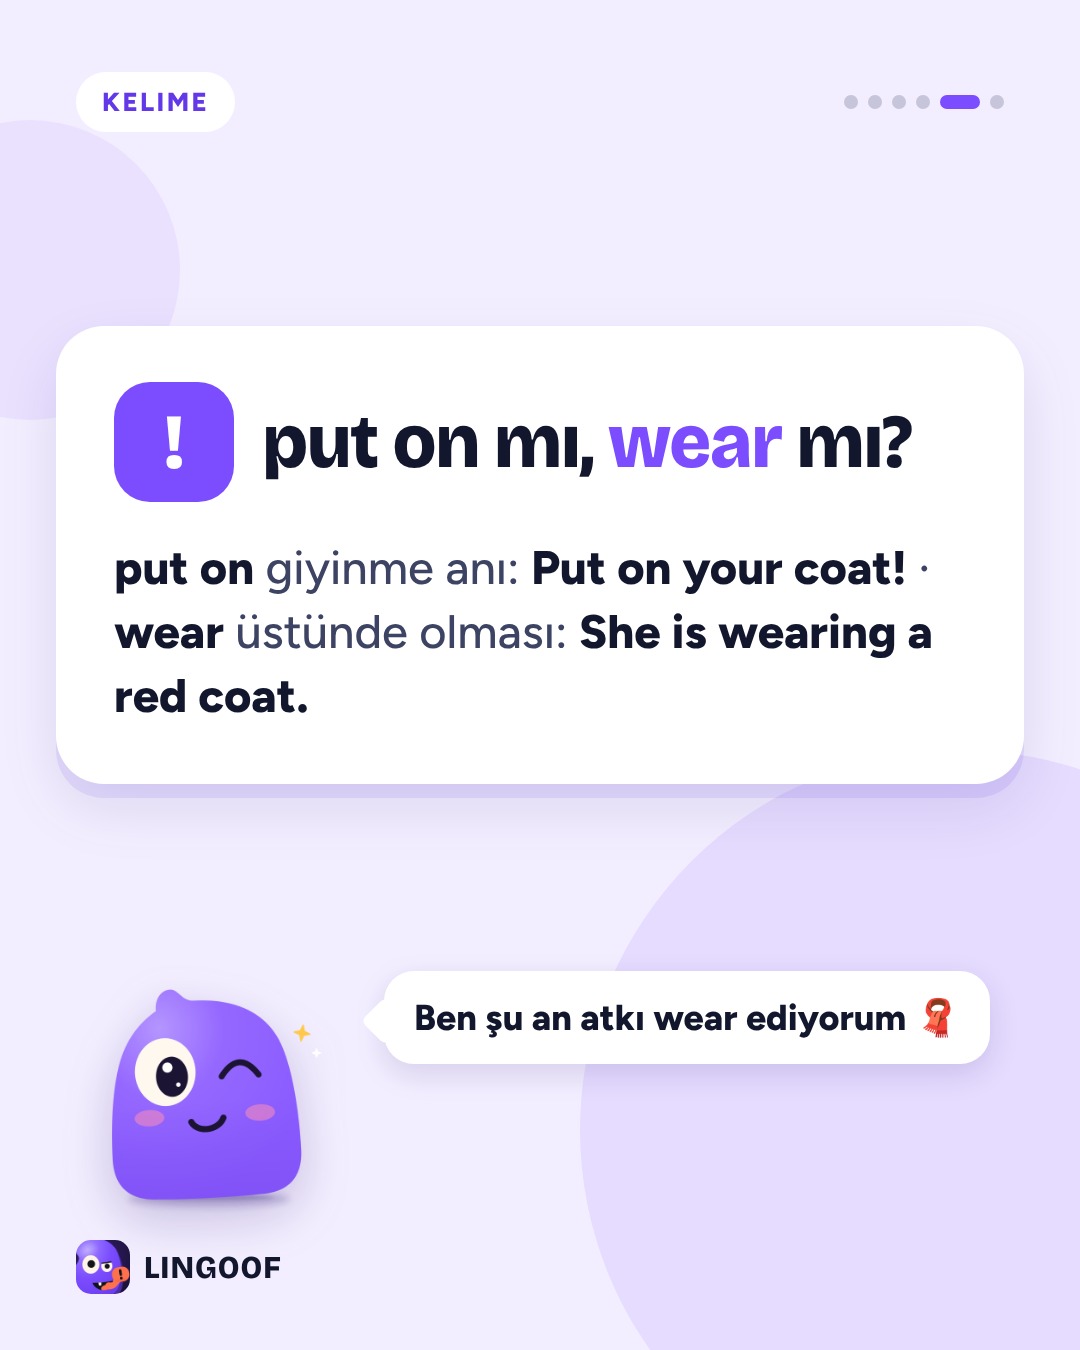 KELIME
!
put on mı, wear mı?
put on giyinme anı: Put on your coat! ·
wear üstünde olması: She is wearing a
red coat.
Ben şu an atkı wear ediyorum 🧣
LINGOOF